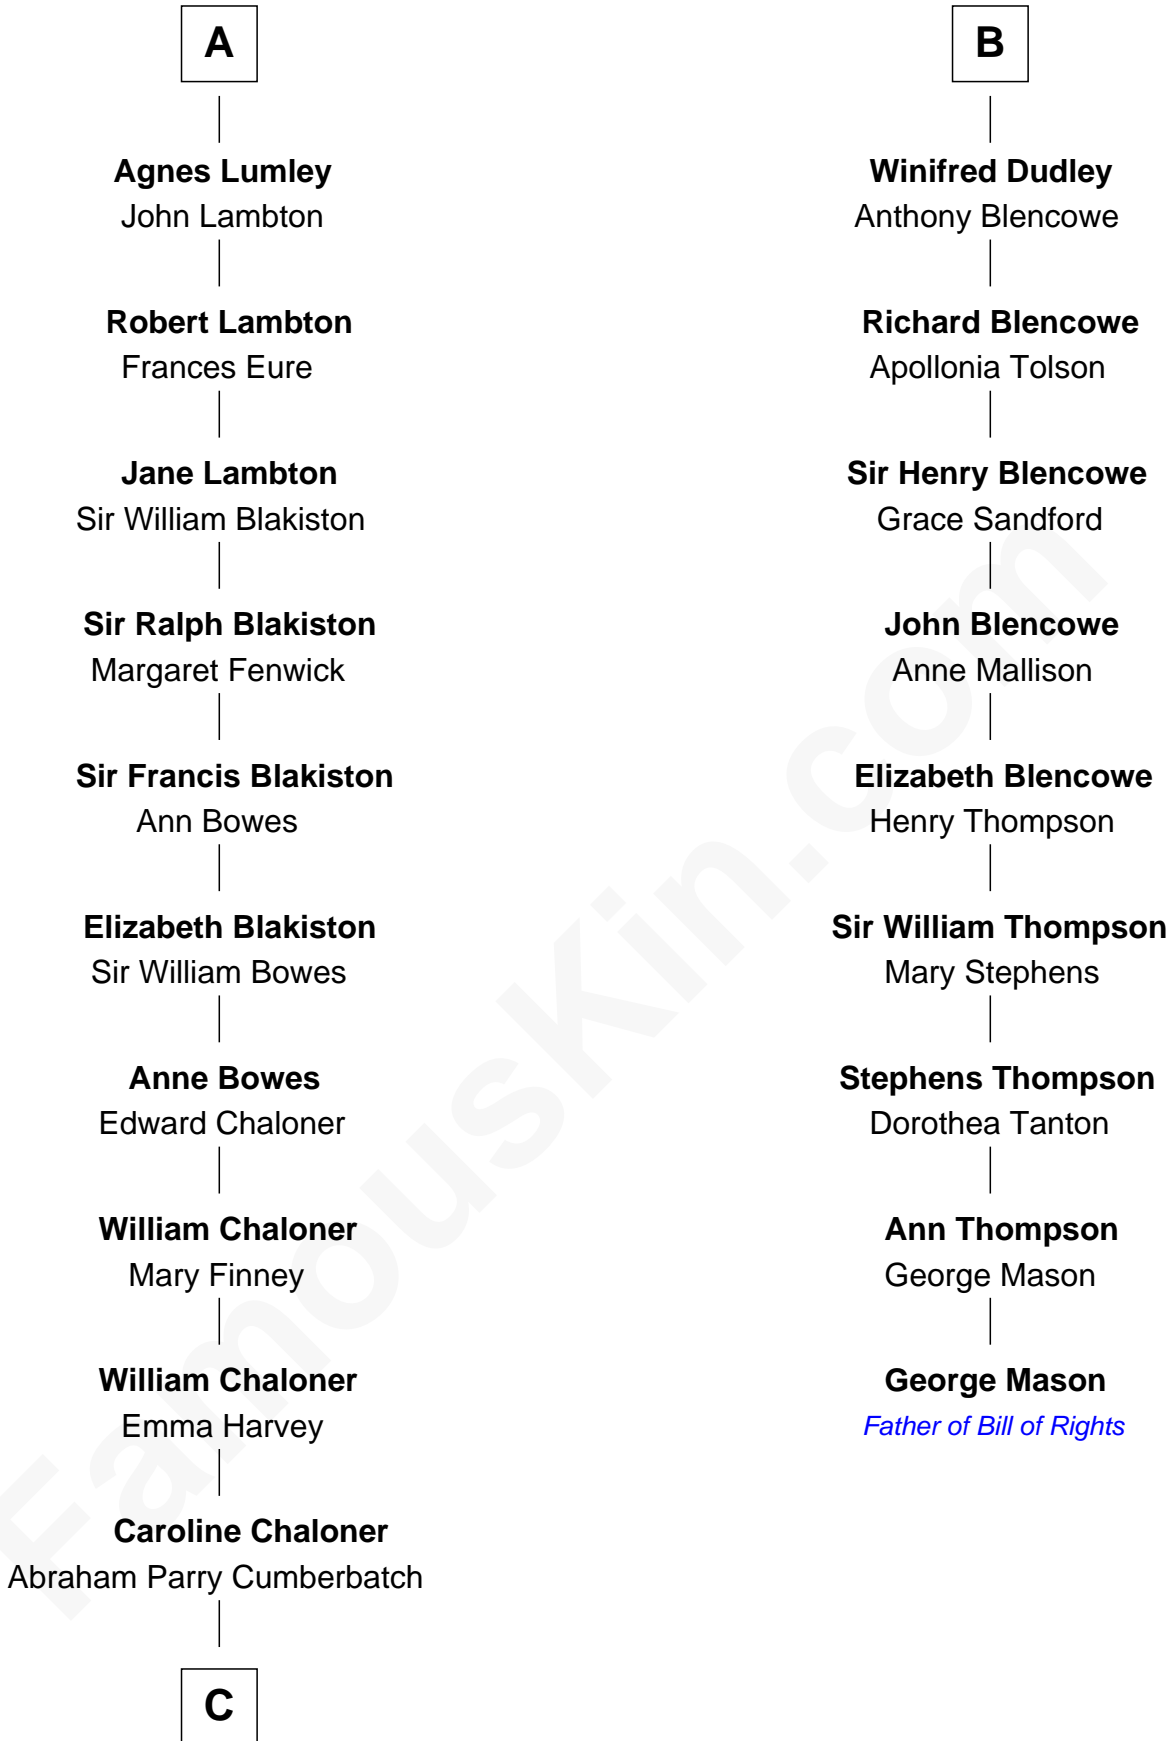 A
Agnes Lumley
John Lambton
Robert Lambton
Frances Eure
Jane Lambton
Sir William Blakiston
Sir Ralph Blakiston
Margaret Fenwick
Sir Francis Blakiston
Ann Bowes
Elizabeth Blakiston
Sir William Bowes
Anne Bowes
Edward Chaloner
William Chaloner
Mary Finney
William Chaloner
Emma Harvey
Caroline Chaloner
Abraham Parry Cumberbatch
C
B
Winifred Dudley
Anthony Blencowe
Richard Blencowe
Apollonia Tolson
Sir Henry Blencowe
Grace Sandford
John Blencowe
Anne Mallison
Elizabeth Blencowe
Henry Thompson
Sir William Thompson
Mary Stephens
Stephens Thompson
Dorothea Tanton
Ann Thompson
George Mason
George Mason
Father of Bill of Rights
FamousKin.com